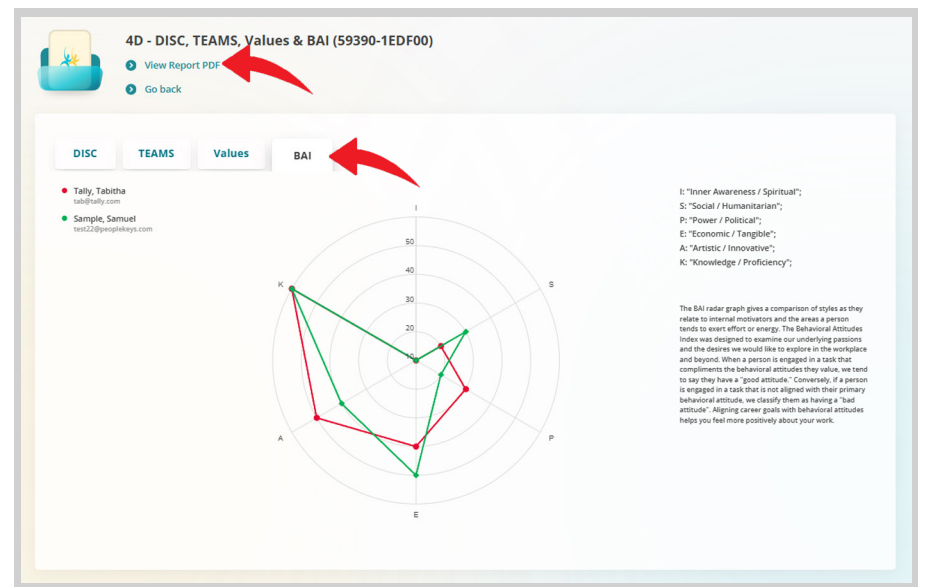 4D - DISC, TEAMS, Values & BAI (59390-1EDF00)
View Report PDF
Go back
DISC
TEAMS
Values
BAI
Tally, Tabitha
tab@tally.com
Sample, Samuel
test22@peoplekeys.com
I
50
40
30
20
10
K
S
A
P
E
I: "Inner Awareness / Spiritual";
S: "Social / Humanitarian";
P: "Power / Political";
E: "Economic / Tangible";
A: "Artistic / Innovative";
K: "Knowledge / Proficiency";
The BAI radar graph gives a comparison of styles as they
relate to internal motivators and the areas a person
tends to exert effort or energy. The Behavioral Attitudes
Index was designed to examine our underlying passions
and the desires we would like to explore in the workplace
and beyond. When a person is engaged in a task that
compliments the behavioral attitudes they value, we tend
to say they have a "good attitude." Conversely, if a person
is engaged in a task that is not aligned with their primary
behavioral attitude, we classify them as having a "bad
attitude". Aligning career goals with behavioral attitudes
helps you feel more positively about your work.